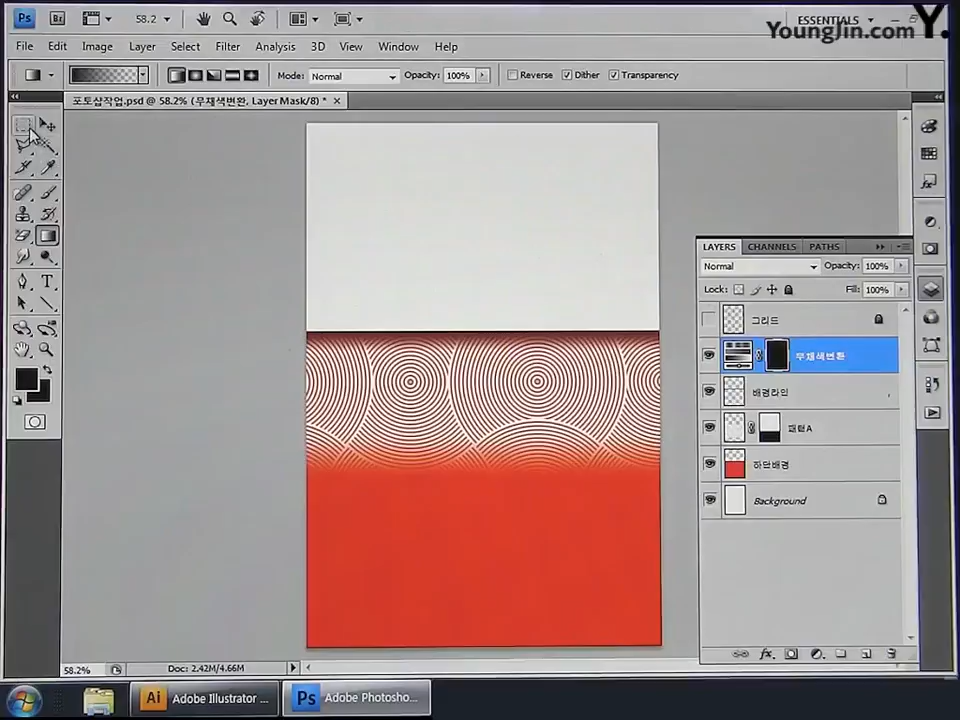 Ps
Br
58.2
ESSENTIALS
YoungJin.com Y.
File Edit Image Layer Select Filter Analysis 3D View Window Help
Mode: Normal Opacity: 100% Reverse Dither Transparency
포토샵작업.psd @ 58.2% (무채색변환, Layer Mask/8) *
LAYERS CHANNELS PATHS
Normal Opacity: 100%
Lock: Fill: 100%
그리드
무채색변환
배경라인
패턴A
하단배경
Background
58.2% Doc: 2.42M/4.66M
Ai Adobe Illustrator ...
Ps Adobe Photosho...